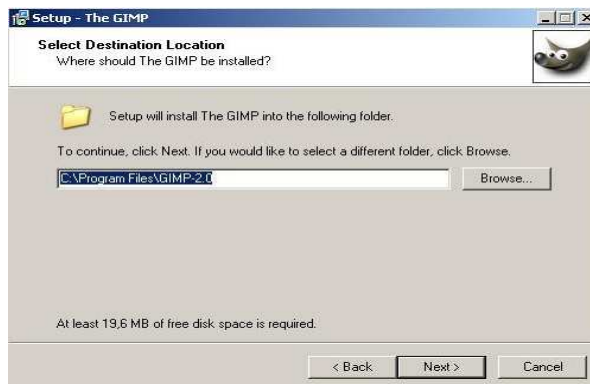 Setup - The GIMP
Select Destination Location
Where should The GIMP be installed?
Setup will install The GIMP into the following folder.
To continue, click Next. If you would like to select a different folder, click Browse.
C:\Program Files\GIMP-2.0
Browse...
At least 19,6 MB of free disk space is required.
< Back
Next >
Cancel